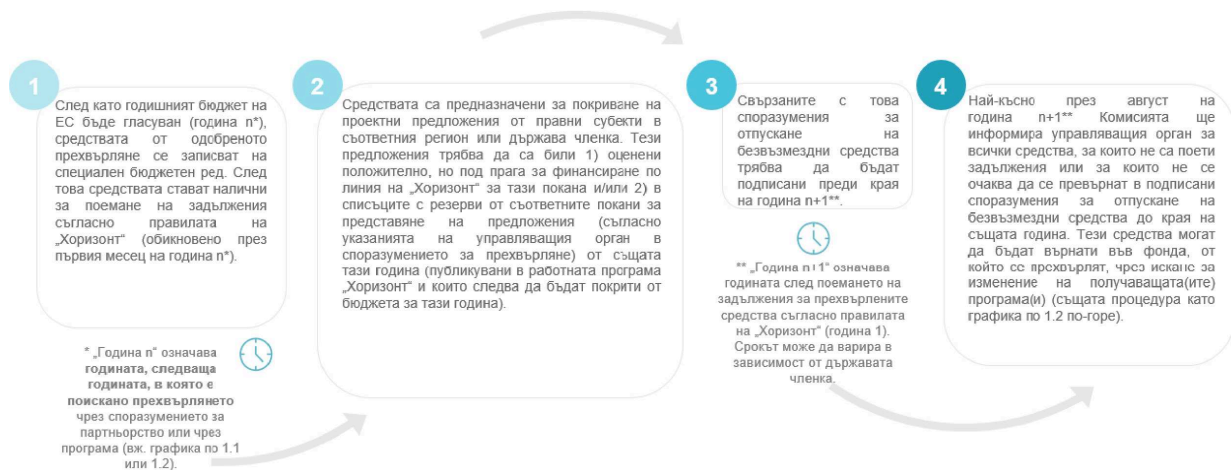 1
След като годишният бюджет на
ЕС бъде гласуван (година n*),
средствата от одобреното
прехвърляне се записват на
специален бюджетен ред. След
това средствата стават налични
за поемане на задължения
съгласно правилата на
„Хоризонт“ (обикновено през
първия месец на година n*).
* „Година n“ означава
годината, следваща
годината, в която е
поискано прехвърлянето
чрез споразумението за
партньорство или чрез
програма (вж. графика по 1.1
или 1.2).
2
Средствата са предназначени за покриване на
проектни предложения от правни субекти в
съответния регион или държава членка. Тези
предложения трябва да са били 1) оценени
положително, но под прага за финансиране по
линия на „Хоризонт“ за тази покана и/или 2) в
списъците с резерви от съответните покани за
представяне на предложения (съгласно
указанията на управляващия орган в
споразумението за прехвърляне) от същата
тази година (публикувани в работната програма
„Хоризонт“ и които следва да бъдат покрити от
бюджета за тази година).
3
Свързаните с това
споразумения за
отпускане на
безвъзмездни средства
трябва да бъдат
подписани преди края
на година n+1**.
** „Година n+1“ означава
годината след поемането на
задължения за прехвърлените
средства съгласно правилата
на „Хоризонт“ (година 1).
Срокът може да варира в
зависимост от държавата
членка.
4
Най-късно през август на
година n+1** Комисията ще
информира управляващия орган за
всички средства, за които не са поети
задължения или за които не се
очаква да се превърнат в подписани
споразумения за отпускане на
безвъзмездни средства до края на
същата година. Тези средства могат
да бъдат върнати във фонда, от
който се прехвърлят, чрез искане за
изменение на получаващата(ите)
програма(и) (същата процедура като
графика по 1.2 по-горе).